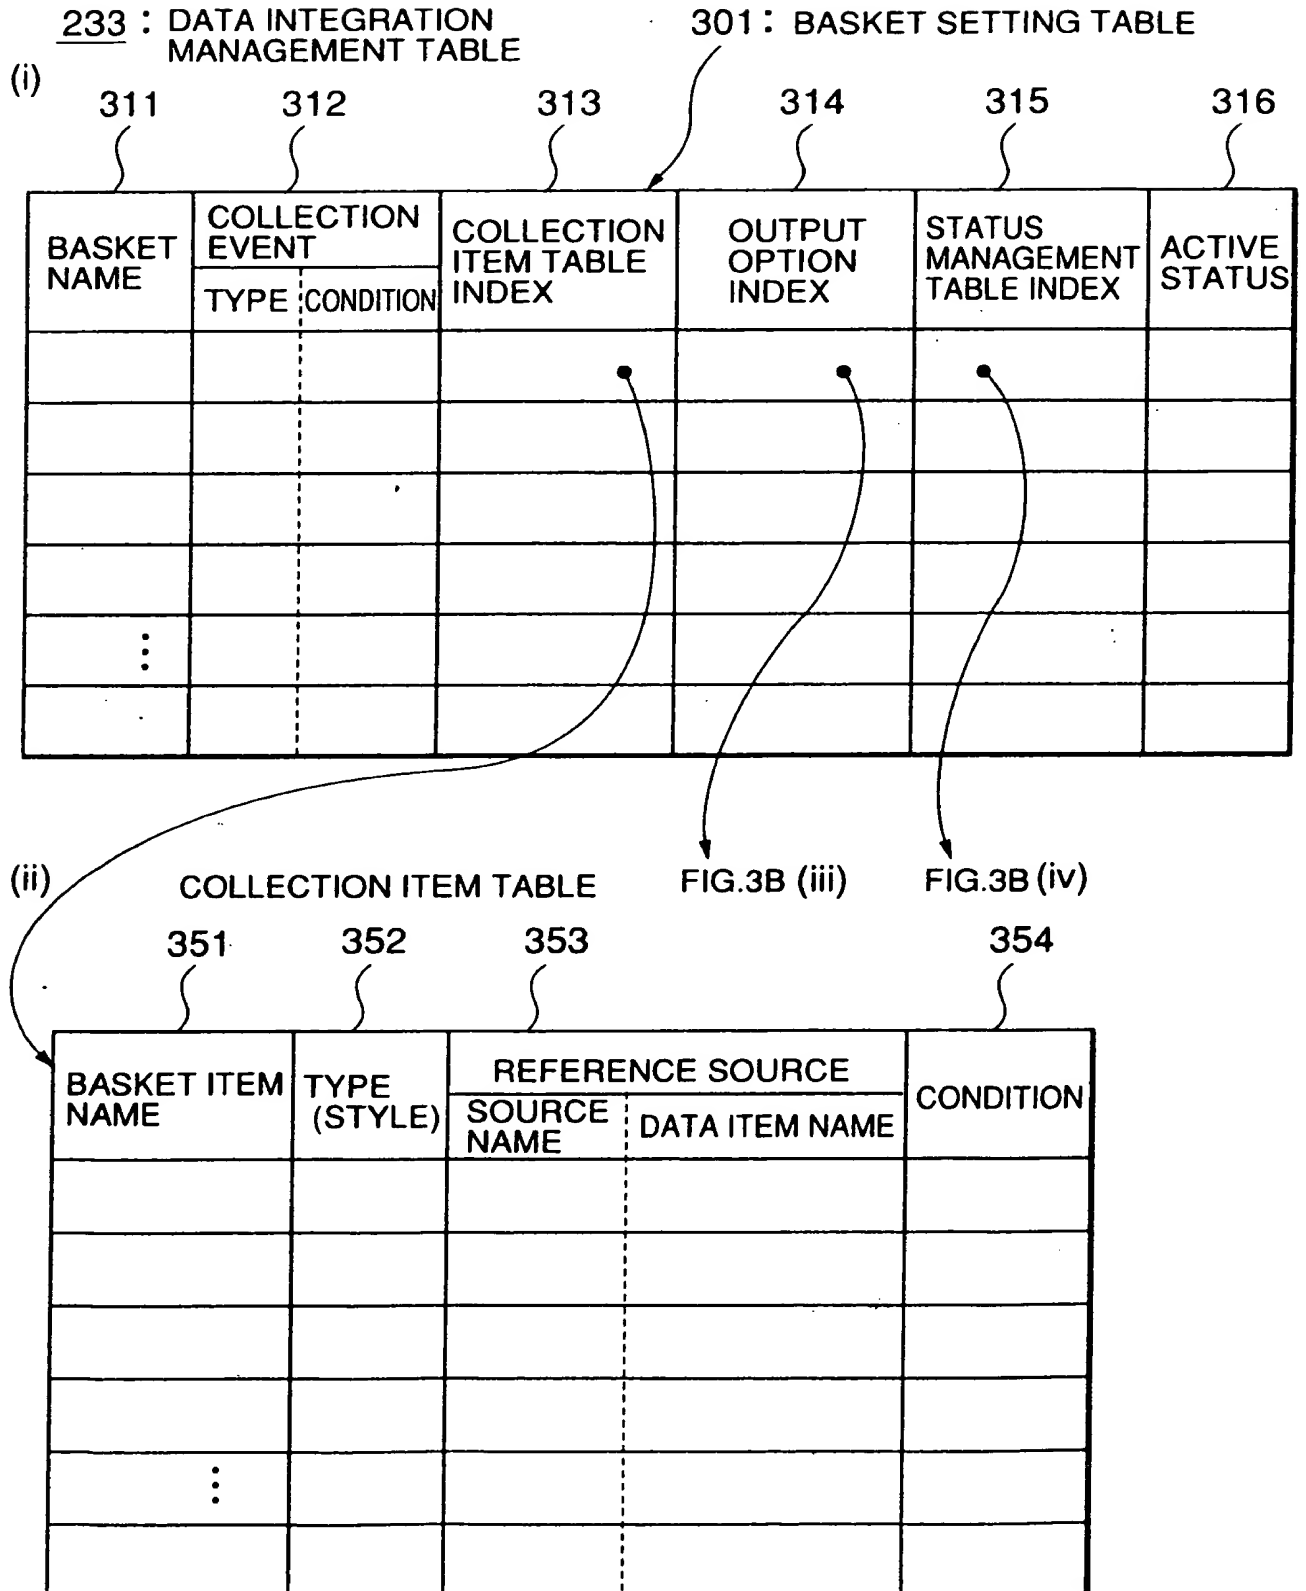 233 : DATA INTEGRATION
MANAGEMENT TABLE
301 : BASKET SETTING TABLE
(i)
311
312
313
314
315
316
BASKET
NAME
COLLECTION
EVENT
TYPE
CONDITION
COLLECTION
ITEM TABLE
INDEX
OUTPUT
OPTION
INDEX
STATUS
MANAGEMENT
TABLE INDEX
ACTIVE
STATUS
(ii)
COLLECTION ITEM TABLE
FIG.3B (iii)
FIG.3B (iv)
351
352
353
354
BASKET ITEM
NAME
TYPE
(STYLE)
REFERENCE SOURCE
SOURCE
NAME
DATA ITEM NAME
CONDITION